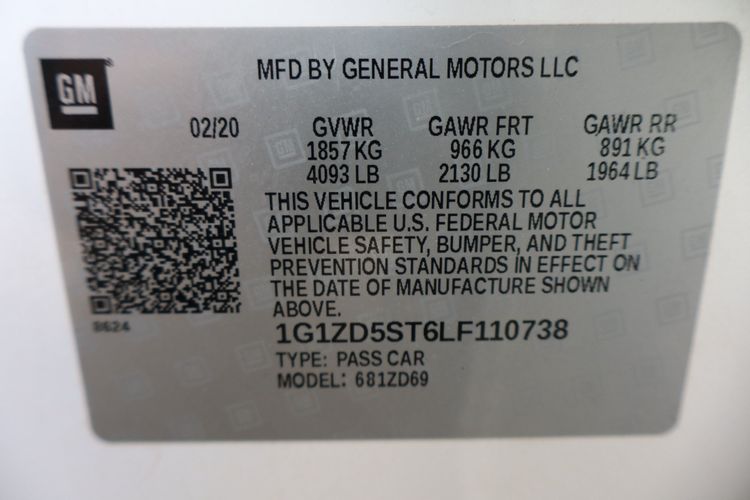 GM
MFD BY GENERAL MOTORS LLC
02/20 GVWR GAWR FRT GAWR RR
1857 KG 966 KG 891 KG
4093 LB 2130 LB 1964 LB
THIS VEHICLE CONFORMS TO ALL
APPLICABLE U.S. FEDERAL MOTOR
VEHICLE SAFETY, BUMPER, AND THEFT
PREVENTION STANDARDS IN EFFECT ON
THE DATE OF MANUFACTURE SHOWN
ABOVE.
8624
1G1ZD5ST6LF110738
TYPE: PASS CAR
MODEL: 681ZD69